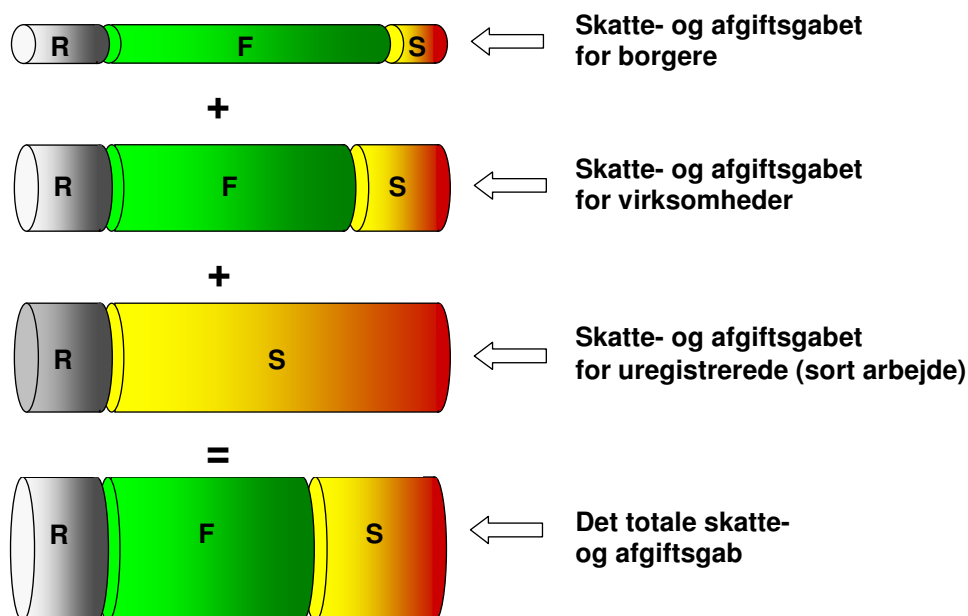 R F S
Skatte- og afgiftsgabet
for borgere
+
R F S
Skatte- og afgiftsgabet
for virksomheder
+
R S
Skatte- og afgiftsgabet
for uregistrerede (sort arbejde)
=
R F S
Det totale skatte-
og afgiftsgab